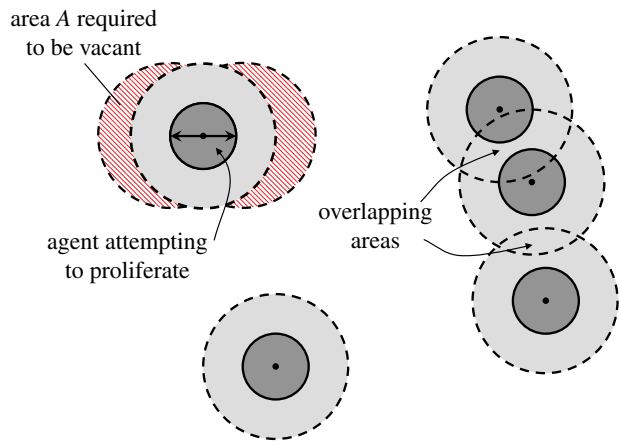 area A required
to be vacant
overlapping
areas
agent attempting
to proliferate